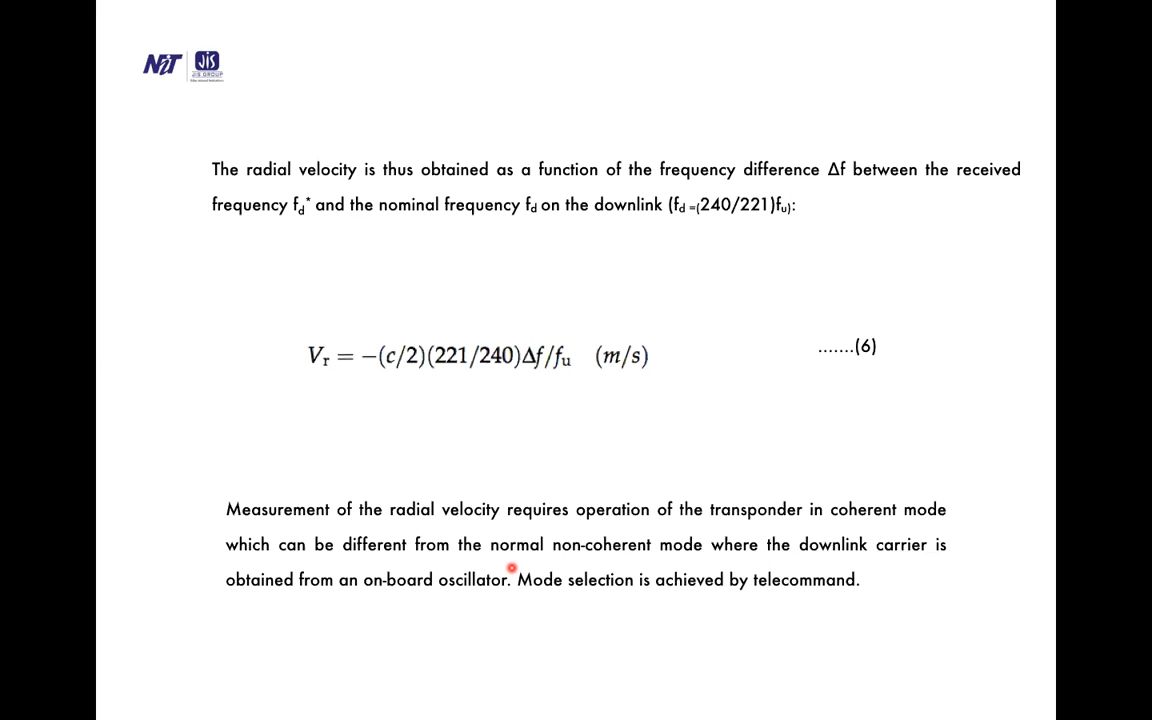 NiT JIS
JIS GROUP
Educational Initiatives
The radial velocity is thus obtained as a function of the frequency difference Δf between the received
frequency fd* and the nominal frequency fd on the downlink (fd =(240/221)fu):
Vr = −(c/2)(221/240)Δf/fu (m/s) .......(6)
Measurement of the radial velocity requires operation of the transponder in coherent mode
which can be different from the normal non-coherent mode where the downlink carrier is
obtained from an on-board oscillator. Mode selection is achieved by telecommand.